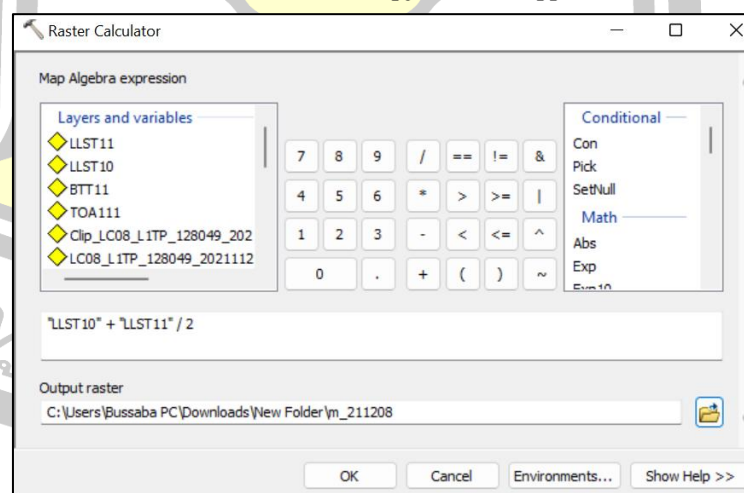 Raster Calculator
Map Algebra expression
Layers and variables
LLST11
LLST10
BTT11
TOA111
Clip_LC08_L1TP_128049_202
LC08_L1TP_128049_2021112
7 8 9 / == != &
4 5 6 * > >= |
1 2 3 - < <= ^
0 . + ( ) ~
Conditional
Con
Pick
SetNull
Math
Abs
Exp
Exp10
"LLST10" + "LLST11" / 2
Output raster
C:\Users\Bussaba PC\Downloads\New Folder\m_211208
OK Cancel Environments... Show Help >>